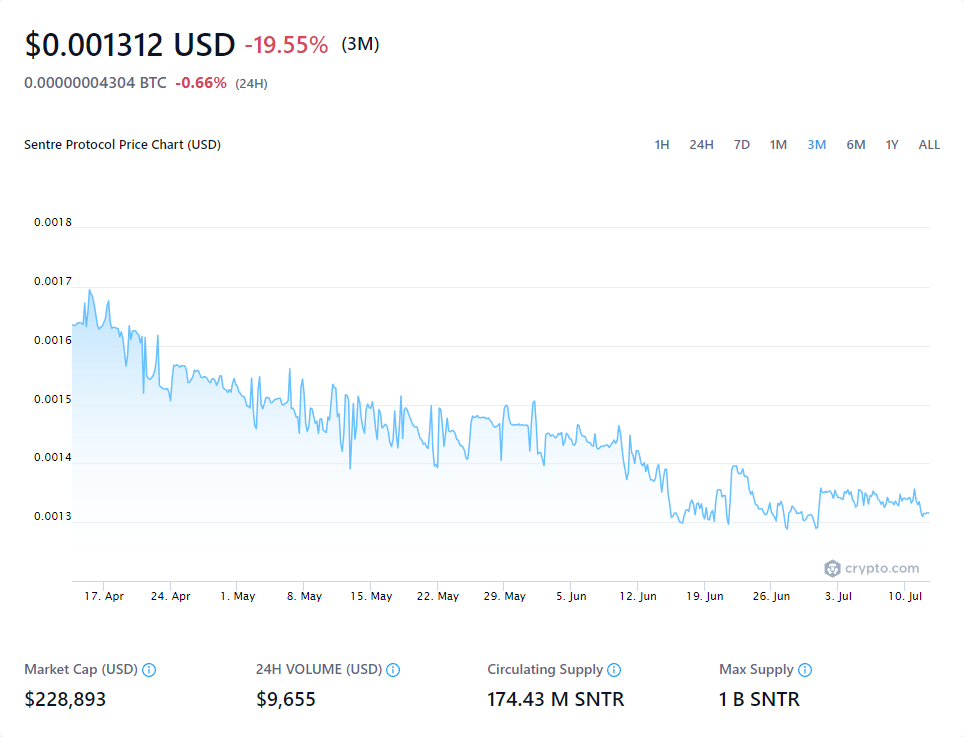 $0.001312 USD -19.55% (3M)
0.00000004304 BTC -0.66% (24H)
Sentre Protocol Price Chart (USD) 1H 24H 7D 1M 3M 6M 1Y ALL
0.0018
0.0017
0.0016
0.0015
0.0014
0.0013
crypto.com
17. Apr 24. Apr 1. May 8. May 15. May 22. May 29. May 5. Jun 12. Jun 19. Jun 26. Jun 3. Jul 10. Jul
Market Cap (USD) 24H VOLUME (USD) Circulating Supply Max Supply
$228,893 $9,655 174.43 M SNTR 1 B SNTR